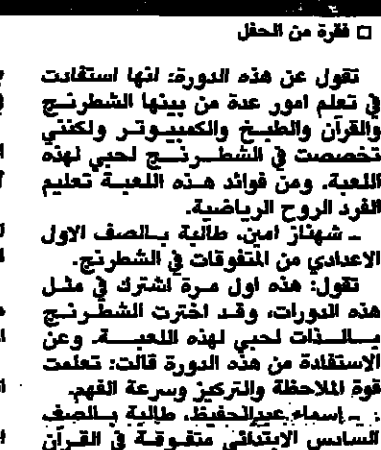 □ فقرة من الحفل
تقول عن هذه الدورة: انها استفادت
في تعلم امور عدة من بينها الشطرنج
والقرآن والطبخ والكمبيوتر ولكنني
تخصصت في الشطرنج لحبي لهذه
اللعبة. ومن فوائد هذه اللعبة تعليم
الفرد الروح الرياضية.
ـ شهناز امين. طالبة بالصف الاول
الاعدادي من المتفوقات في الشطرنج.
تقول: هذه اول مرة اشترك في مثل
هذه الدورات، وقد اخترت الشطرنج
بالذات لحبي لهذه اللعبة. وعن
الاستفادة من هذه الدورة قالت: تعلمت
قوة الملاحظة والتركيز وسرعة الفهم.
ـ إسماء عبدالحفيظ. طالبة بالصف
السادس الابتدائي متفوقة في القرآن